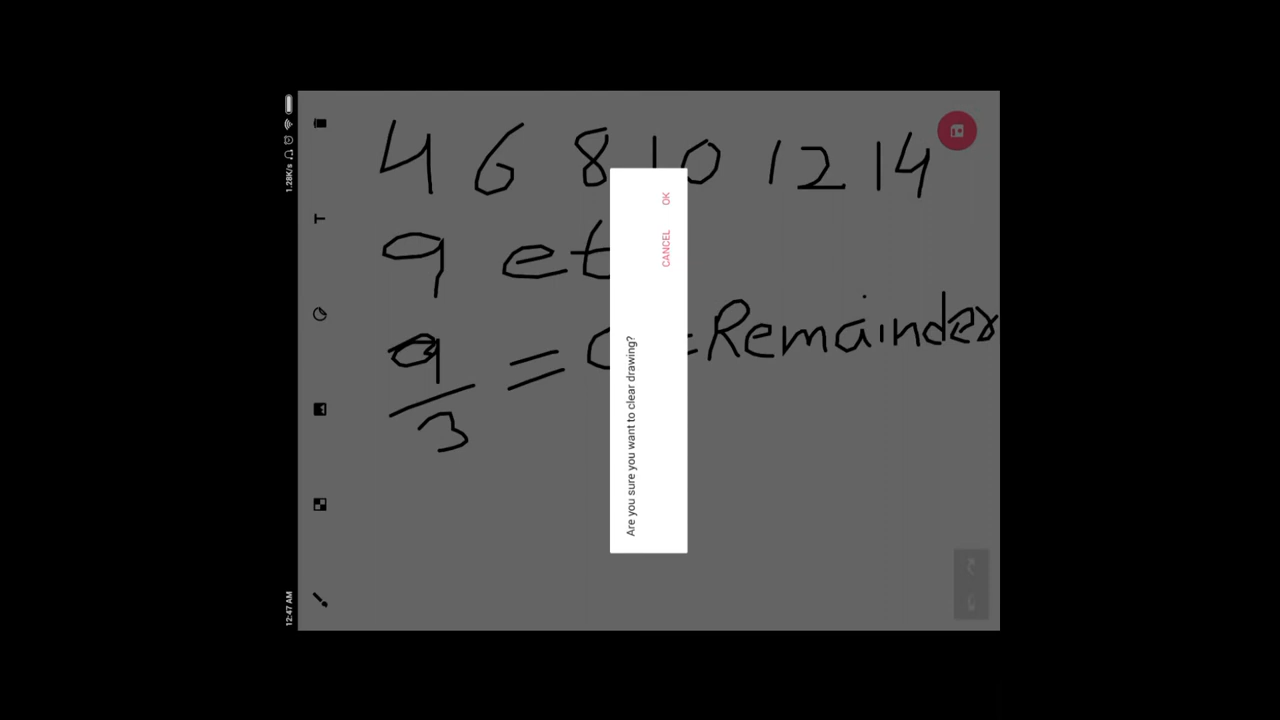 4 6 8 10 12 14
9 et
9/3 = 0 = Remainder
Are you sure you want to clear drawing?
CANCEL OK
12:47 AM
1.28K/s
T